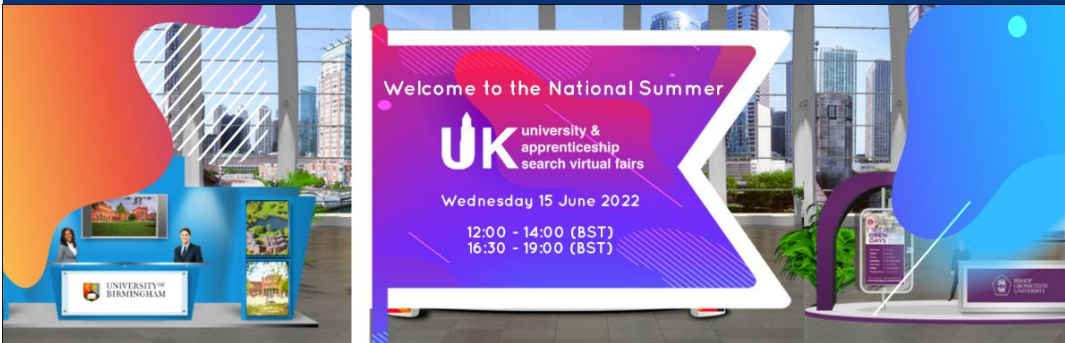 Welcome to the National Summer
UK university &
apprenticeship
search virtual fairs
Wednesday 15 June 2022
12:00 - 14:00 (BST)
16:30 - 19:00 (BST)
UNIVERSITY OF
BIRMINGHAM
OPEN
DAYS
BISHOP
GROSSETESTE
UNIVERSITY